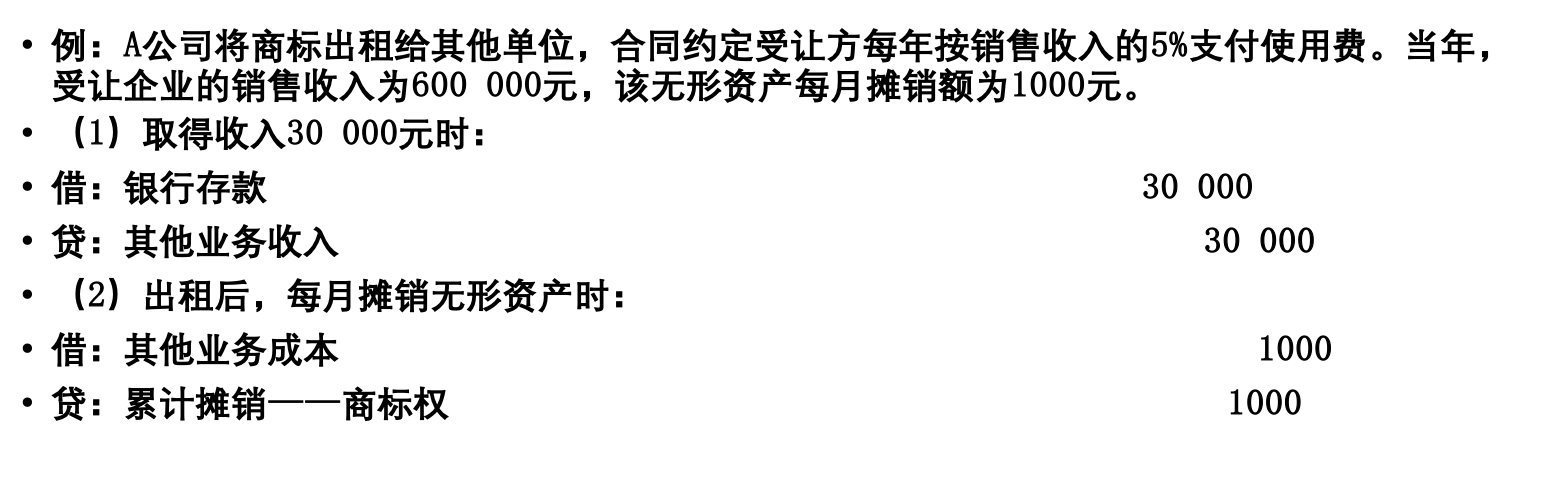 • 例：A公司将商标出租给其他单位，合同约定受让方每年按销售收入的5%支付使用费。当年，
受让企业的销售收入为600 000元，该无形资产每月摊销额为1000元。
• （1）取得收入30 000元时：
• 借：银行存款 30 000
• 贷：其他业务收入 30 000
• （2）出租后，每月摊销无形资产时：
• 借：其他业务成本 1000
• 贷：累计摊销——商标权 1000